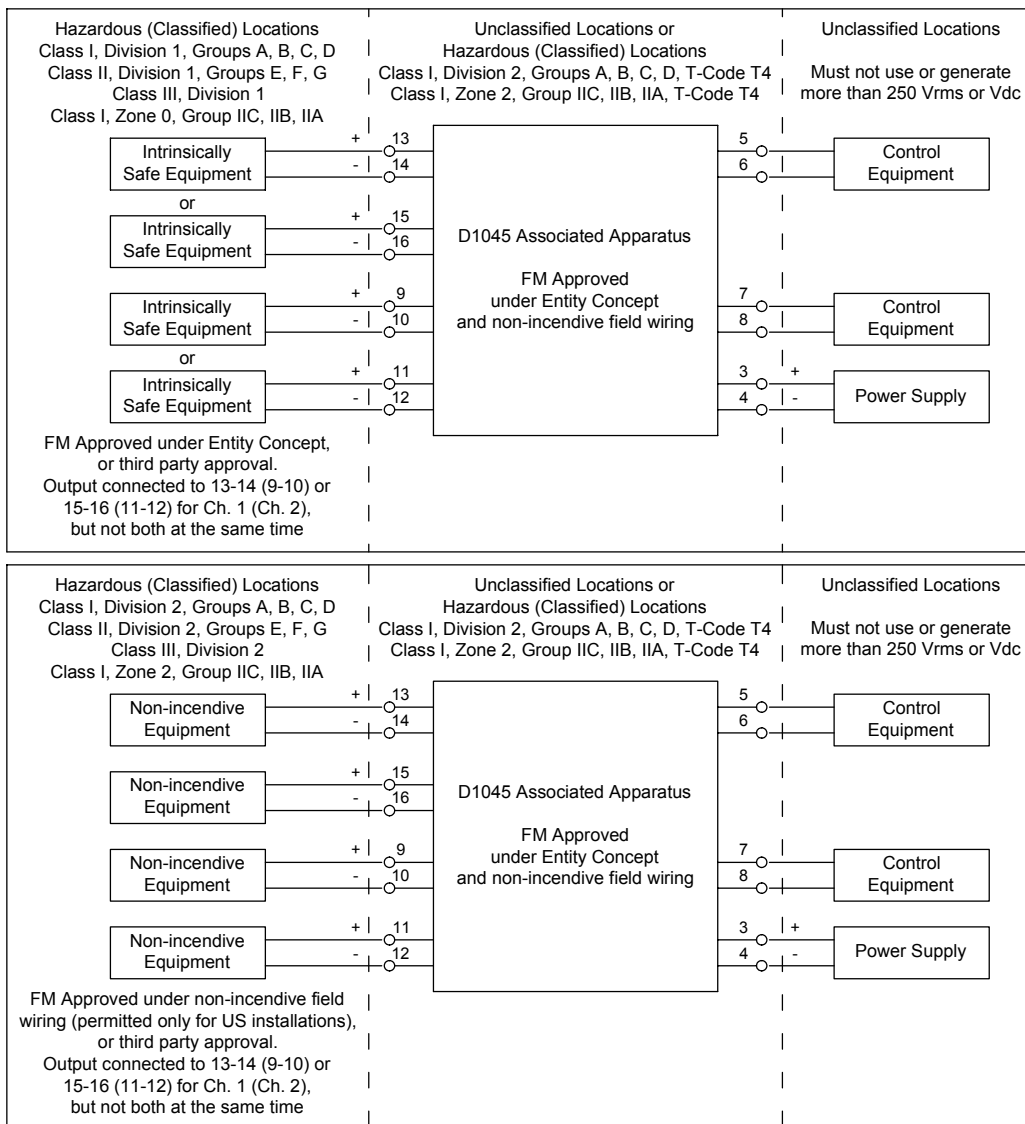 Hazardous (Classified) Locations
Class I, Division 1, Groups A, B, C, D
Class II, Division 1, Groups E, F, G
Class III, Division 1
Class I, Zone 0, Group IIC, IIB, IIA
Unclassified Locations or
Hazardous (Classified) Locations
Class I, Division 2, Groups A, B, C, D, T-Code T4
Class I, Zone 2, Group IIC, IIB, IIA, T-Code T4
Unclassified Locations
Must not use or generate
more than 250 Vrms or Vdc
Intrinsically
Safe Equipment
+ 13
- 14
or
Intrinsically
Safe Equipment
+ 15
- 16
Intrinsically
Safe Equipment
+ 9
- 10
or
Intrinsically
Safe Equipment
+ 11
- 12
D1045 Associated Apparatus
FM Approved
under Entity Concept
and non-incendive field wiring
5
6
Control
Equipment
7
8
Control
Equipment
3 +
4 -
Power Supply
FM Approved under Entity Concept,
or third party approval.
Output connected to 13-14 (9-10) or
15-16 (11-12) for Ch. 1 (Ch. 2),
but not both at the same time
Hazardous (Classified) Locations
Class I, Division 2, Groups A, B, C, D
Class II, Division 2, Groups E, F, G
Class III, Division 2
Class I, Zone 2, Group IIC, IIB, IIA
Unclassified Locations or
Hazardous (Classified) Locations
Class I, Division 2, Groups A, B, C, D, T-Code T4
Class I, Zone 2, Group IIC, IIB, IIA, T-Code T4
Unclassified Locations
Must not use or generate
more than 250 Vrms or Vdc
Non-incendive
Equipment
+ 13
- 14
Non-incendive
Equipment
+ 15
- 16
Non-incendive
Equipment
+ 9
- 10
Non-incendive
Equipment
+ 11
- 12
D1045 Associated Apparatus
FM Approved
under Entity Concept
and non-incendive field wiring
5
6
Control
Equipment
7
8
Control
Equipment
3 +
4 -
Power Supply
FM Approved under non-incendive field
wiring (permitted only for US installations),
or third party approval.
Output connected to 13-14 (9-10) or
15-16 (11-12) for Ch. 1 (Ch. 2),
but not both at the same time